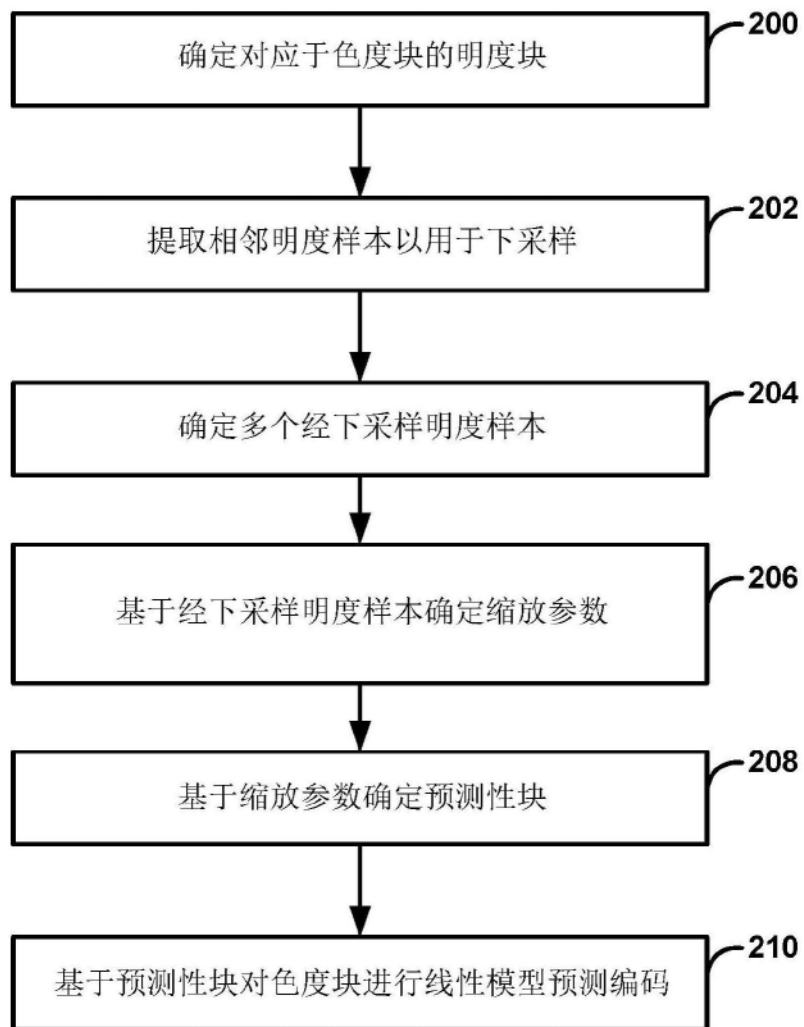 确定对应于色度块的明度块
200
提取相邻明度样本以用于下采样
202
确定多个经下采样明度样本
204
基于经下采样明度样本确定缩放参数
206
基于缩放参数确定预测性块
208
基于预测性块对色度块进行线性模型预测编码
210